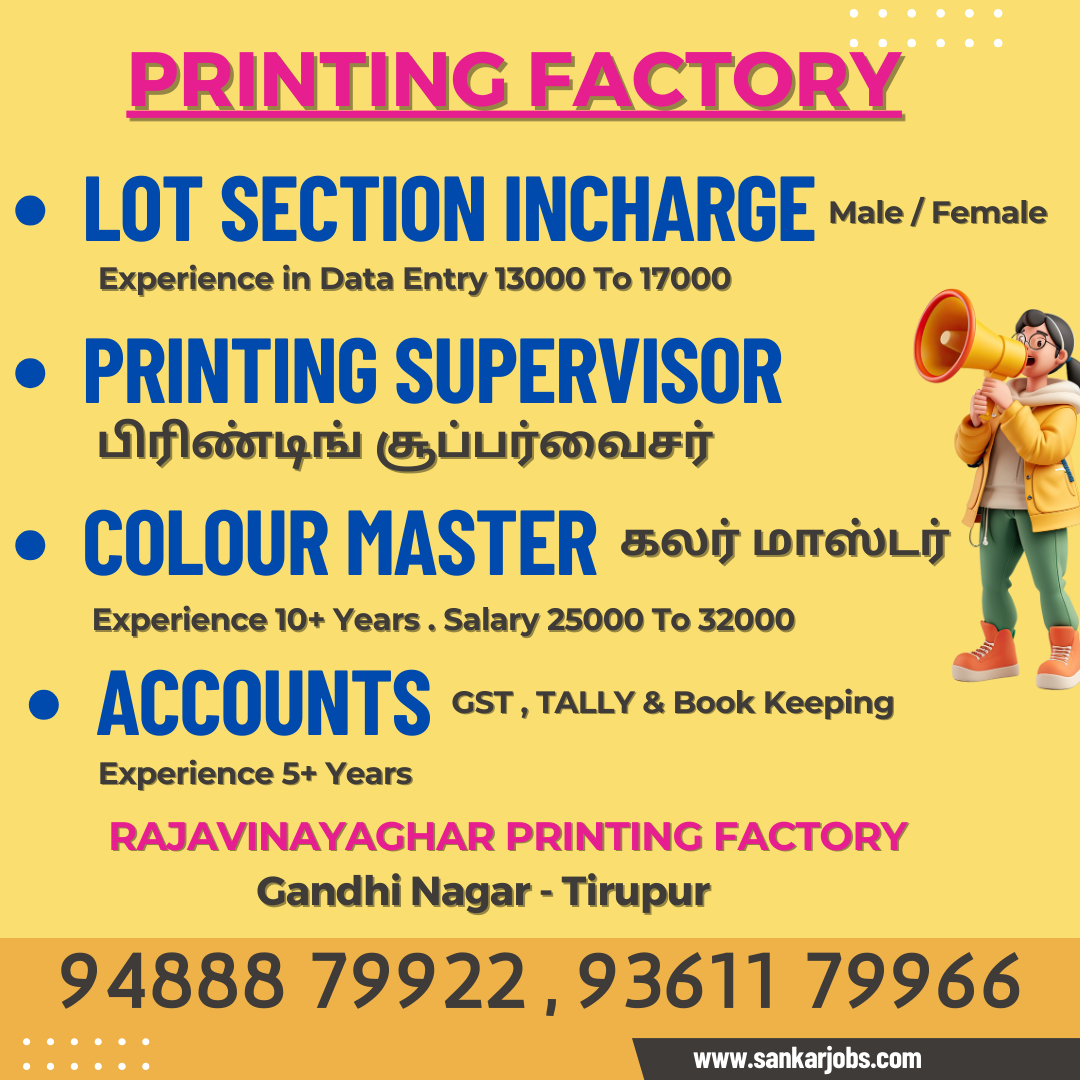 PRINTING FACTORY
LOT SECTION INCHARGE Male / Female
Experience in Data Entry 13000 To 17000
PRINTING SUPERVISOR
பிரிண்டிங் சூப்பர்வைசர்
COLOUR MASTER கலர் மாஸ்டர்
Experience 10+ Years . Salary 25000 To 32000
ACCOUNTS GST , TALLY & Book Keeping
Experience 5+ Years
RAJAVINAYAGHAR PRINTING FACTORY
Gandhi Nagar - Tirupur
94888 79922 , 93611 79966
www.sankarjobs.com